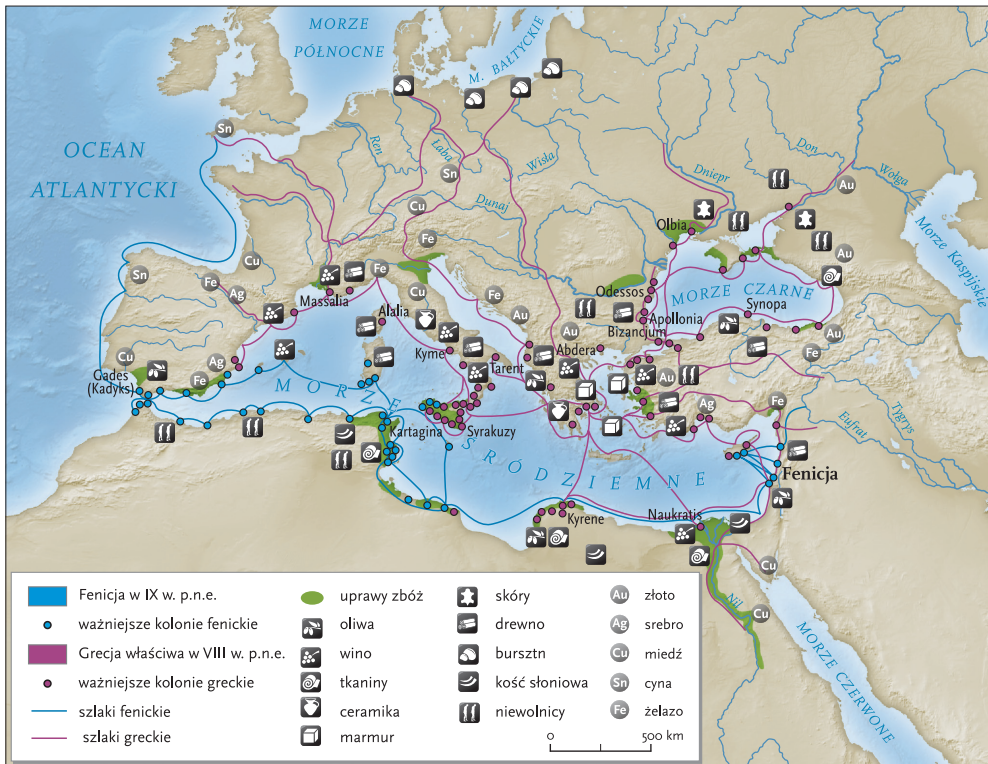 MORZE
PÓŁNOCNE
M. BAŁTYCKIE
Sn
OCEAN
ATLANTYCKI
Ren
Łaba
Wisła
Sn
Dunaj
Cu
Fe
Dniepr
Don
Wołga
Au
Olbia
Au
Au
Morze Kaspijskie
Sn
Cu
Fe
Ag
Massalia
Fe
Cu
Alalia
Au
Odessos
MORZE CZARNE
Apollonia
Synopa
Bizancjum
Au
Fe
Au
Abdera
Kyme
Tarent
Cu
Gades
(Kadyks)
Ag
Fe
MORZE
Au
Ag
Fe
Eufrat
Tygrys
Kartagina
Syrakuzy
ŚRÓDZIEMNE
Fenicja
Kyrene
Naukratis
Cu
Nil
Cu
MORZE CZERWONE
Fenicja w IX w. p.n.e.
ważniejsze kolonie fenickie
Grecja właściwa w VIII w. p.n.e.
ważniejsze kolonie greckie
szlaki fenickie
szlaki greckie
uprawy zbóż
oliwa
wino
tkaniny
ceramika
marmur
skóry
drewno
bursztn
kość słoniowa
niewolnicy
0 500 km
Au złoto
Ag srebro
Cu miedź
Sn cyna
Fe żelazo